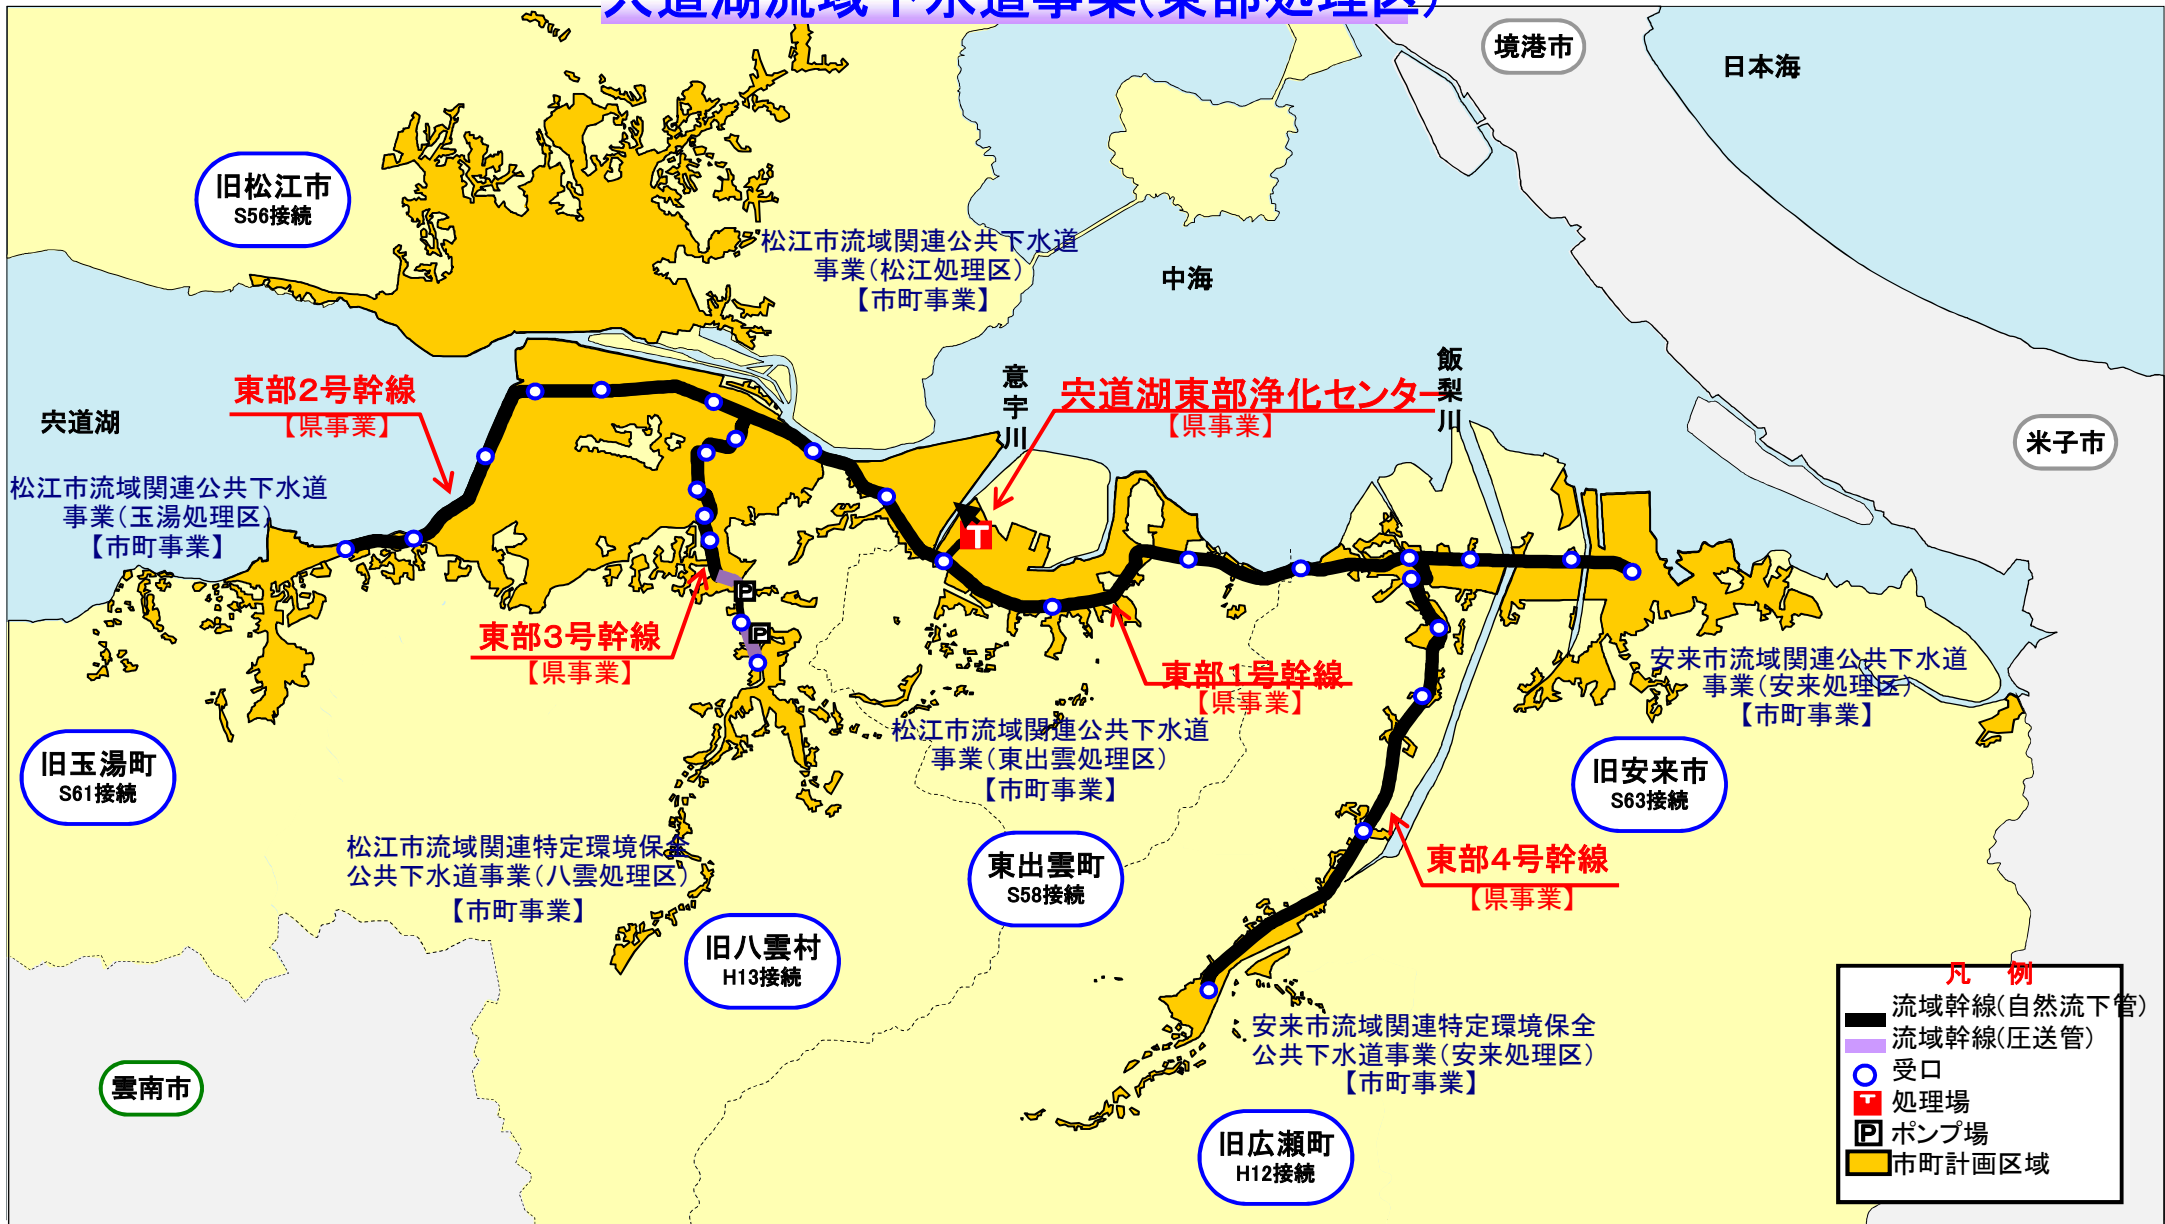 宍道湖流域下水道事業(東部処理区)
境港市
日本海
旧松江市
S56接続
松江市流域関連公共下水道
事業(松江処理区)
【市町事業】
中海
宍道湖
東部2号幹線
【県事業】
意宇川
宍道湖東部浄化センター
【県事業】
飯梨川
米子市
松江市流域関連公共下水道
事業(玉湯処理区)
【市町事業】
T
P
P
東部3号幹線
【県事業】
東部1号幹線
【県事業】
安来市流域関連公共下水道
事業(安来処理区)
【市町事業】
旧玉湯町
S61接続
松江市流域関連公共下水道
事業(東出雲処理区)
【市町事業】
旧安来市
S63接続
松江市流域関連特定環境保全
公共下水道事業(八雲処理区)
【市町事業】
東出雲町
S58接続
東部4号幹線
【県事業】
旧八雲村
H13接続
安来市流域関連特定環境保全
公共下水道事業(安来処理区)
【市町事業】
雲南市
旧広瀬町
H12接続
凡 例
流域幹線(自然流下管)
流域幹線(圧送管)
受口
T 処理場
P ポンプ場
市町計画区域